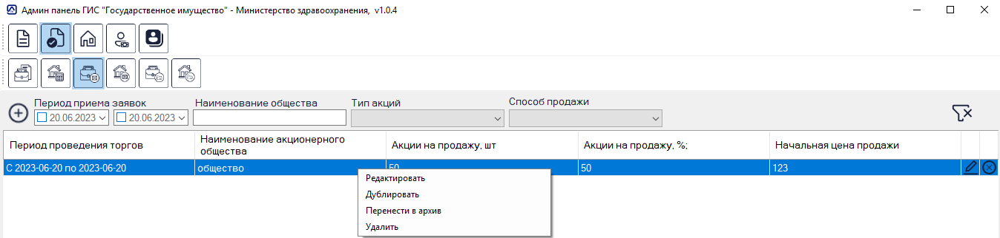 Админ панель ГИС "Государственное имущество" - Министерство здравоохранения, v1.0.4
Период приема заявок
Наименование общества
Тип акций
Способ продажи
20.06.2023
20.06.2023
Период проведения торгов
Наименование акционерного
общества
Акции на продажу, шт
Акции на продажу, %;
Начальная цена продажи
С 2023-06-20 по 2023-06-20
общество
50
50
123
Редактировать
Дублировать
Перенести в архив
Удалить